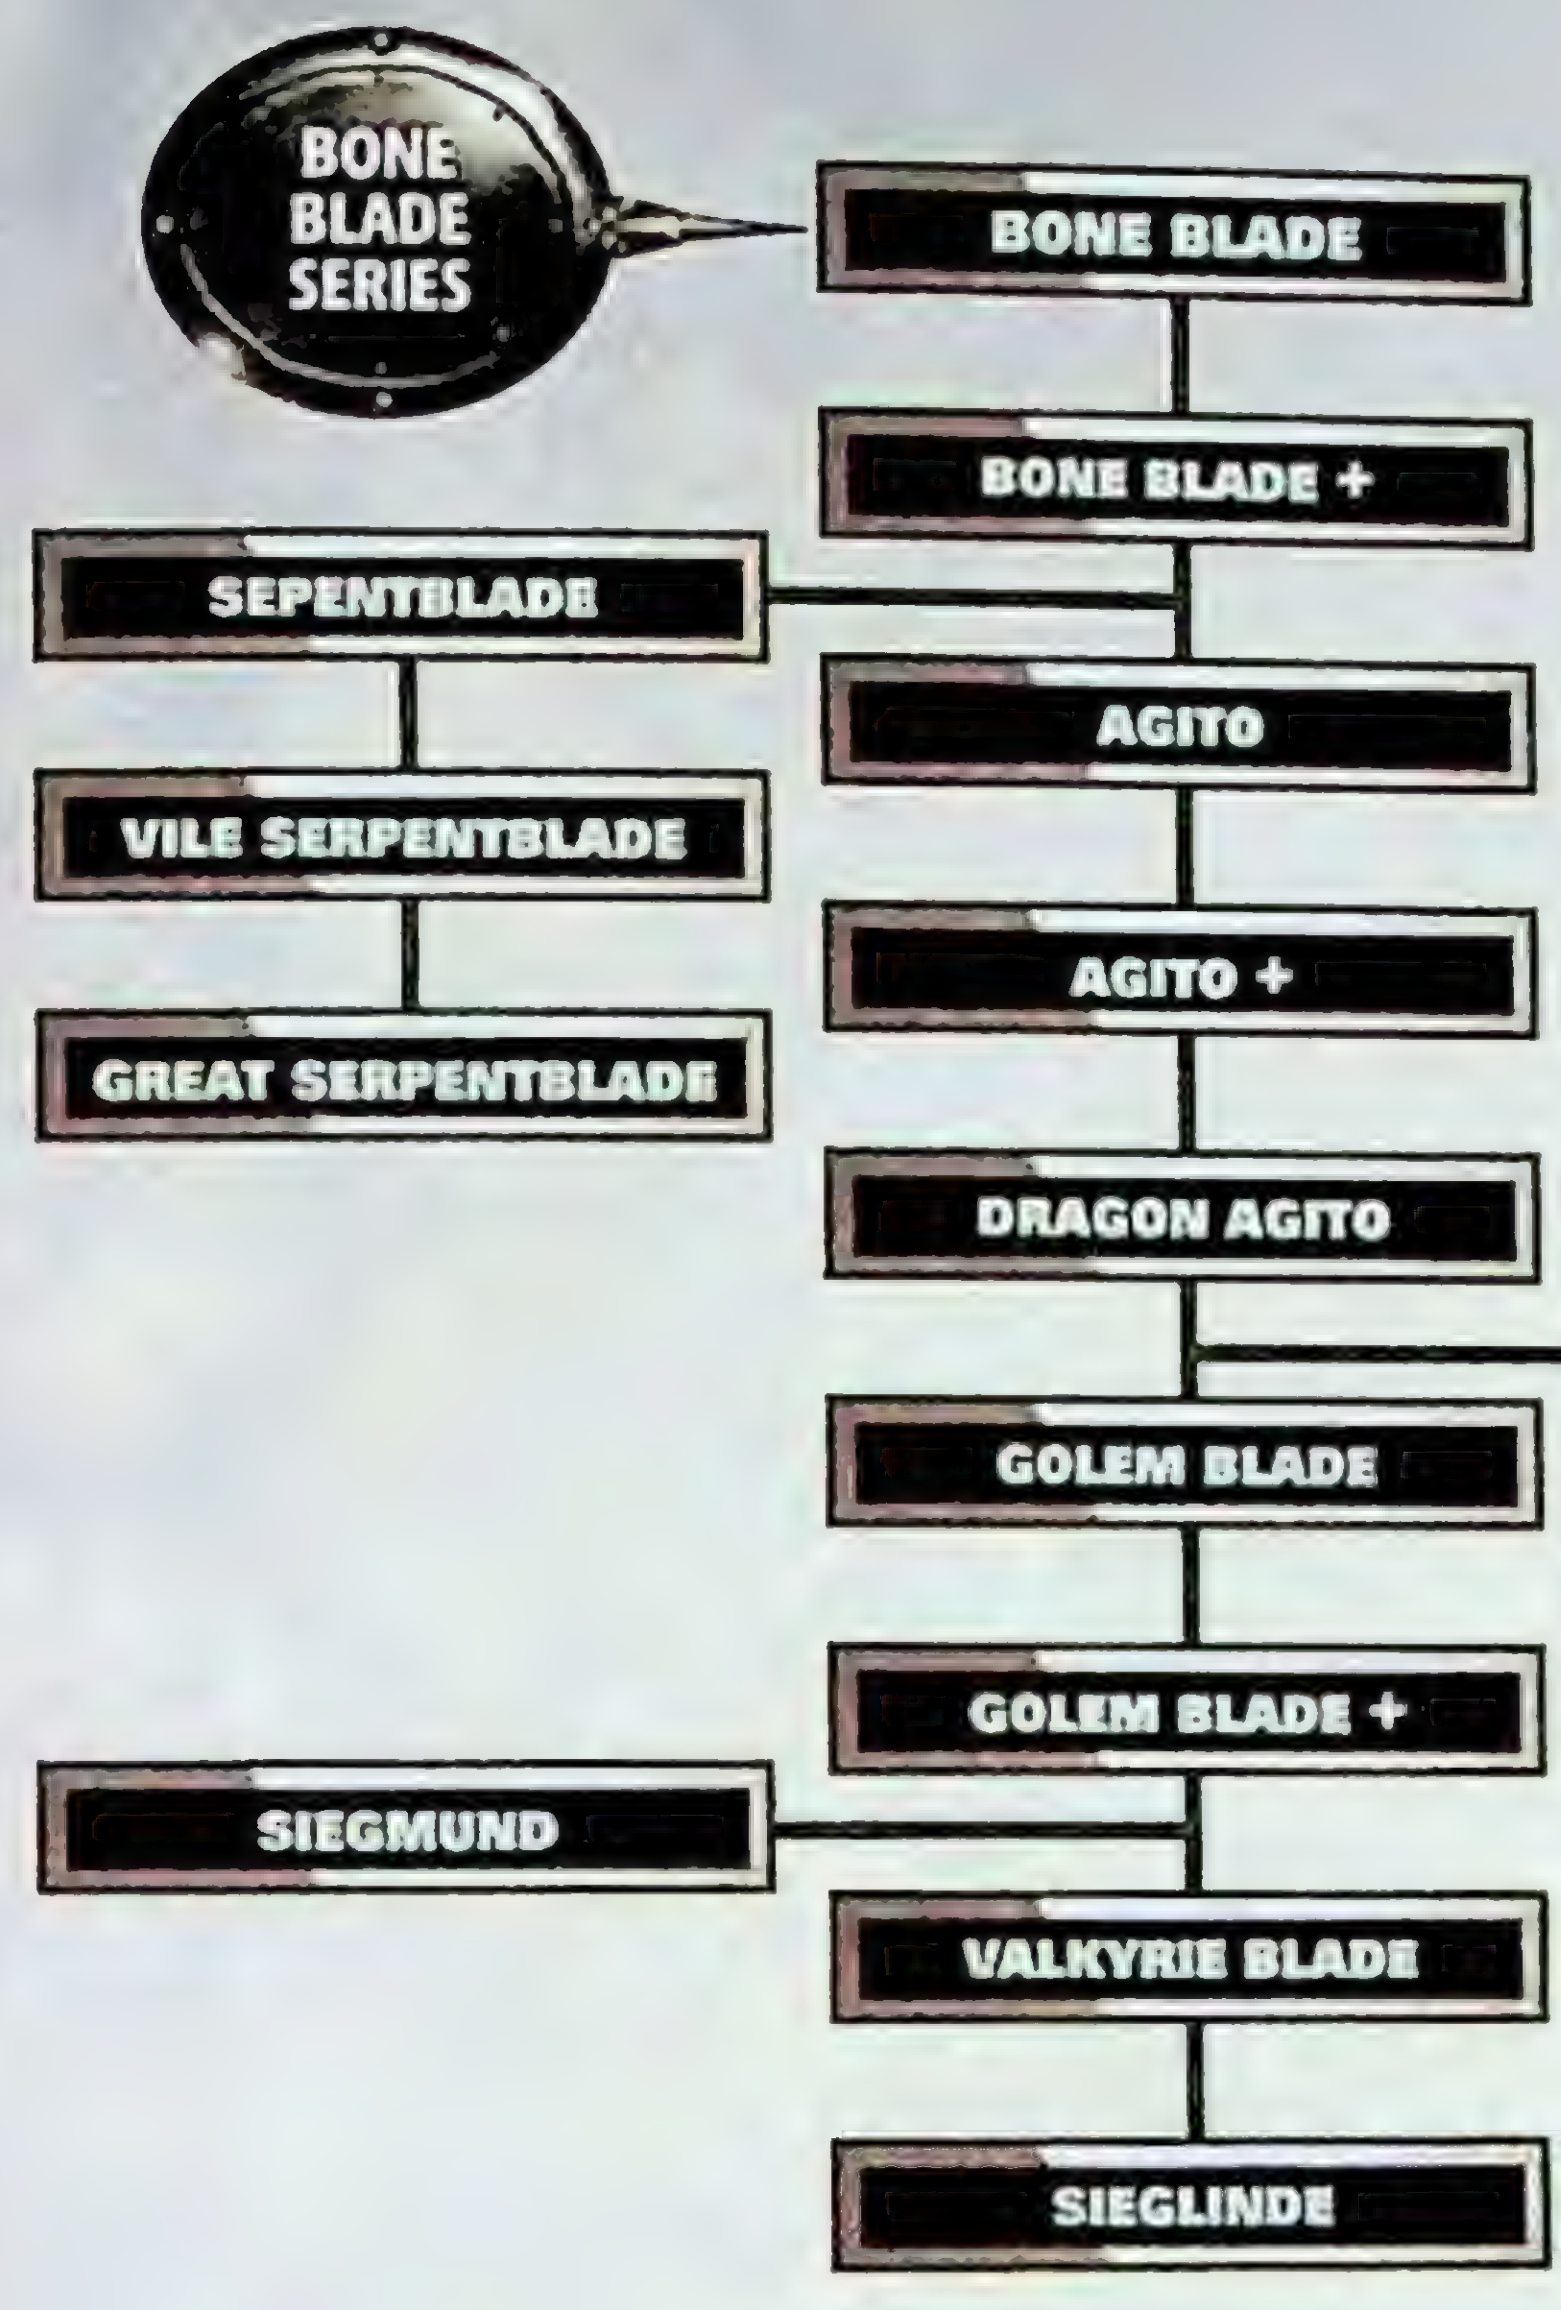 BONE
BLADE
SERIES
BONE BLADE
BONE BLADE +
SEPENTBLADE
AGITO
VILE SERPENTBLADE
AGITO +
GREAT SERPENTBLADE
DRAGON AGITO
GOLEM BLADE
GOLEM BLADE +
SIEGMUND
VALKYRIE BLADE
SIEGLINDE